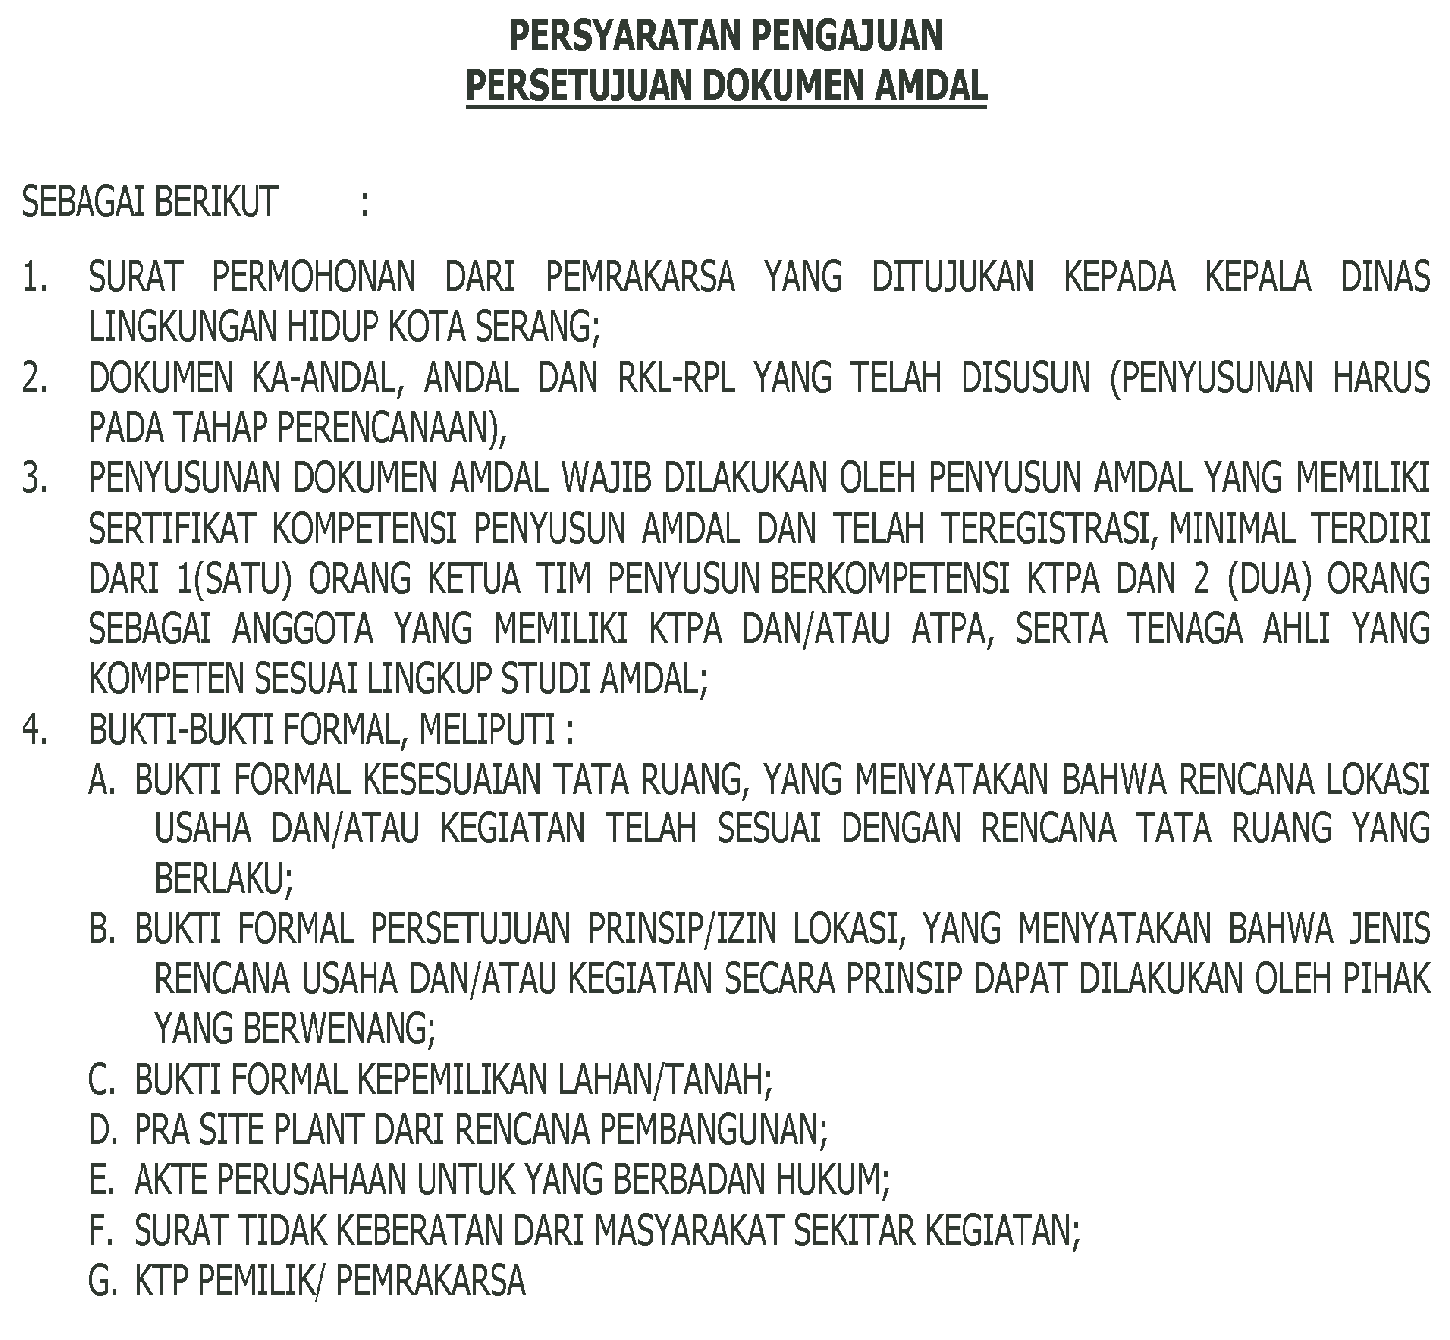 PERSYARATAN PENGAJUAN
PERSETUJUAN DOKUMEN AMDAL
SEBAGAI BERIKUT :
1. SURAT PERMOHONAN DARI PEMRAKARSA YANG DITUJUKAN KEPADA KEPALA DINAS
LINGKUNGAN HIDUP KOTA SERANG;
2. DOKUMEN KA-ANDAL, ANDAL DAN RKL-RPL YANG TELAH DISUSUN (PENYUSUNAN HARUS
PADA TAHAP PERENCANAAN),
3. PENYUSUNAN DOKUMEN AMDAL WAJIB DILAKUKAN OLEH PENYUSUN AMDAL YANG MEMILIKI
SERTIFIKAT KOMPETENSI PENYUSUN AMDAL DAN TELAH TEREGISTRASI, MINIMAL TERDIRI
DARI 1(SATU) ORANG KETUA TIM PENYUSUN BERKOMPETENSI KTPA DAN 2 (DUA) ORANG
SEBAGAI ANGGOTA YANG MEMILIKI KTPA DAN/ATAU ATPA, SERTA TENAGA AHLI YANG
KOMPETEN SESUAI LINGKUP STUDI AMDAL;
4. BUKTI-BUKTI FORMAL, MELIPUTI :
A. BUKTI FORMAL KESESUAIAN TATA RUANG, YANG MENYATAKAN BAHWA RENCANA LOKASI
USAHA DAN/ATAU KEGIATAN TELAH SESUAI DENGAN RENCANA TATA RUANG YANG
BERLAKU;
B. BUKTI FORMAL PERSETUJUAN PRINSIP/IZIN LOKASI, YANG MENYATAKAN BAHWA JENIS
RENCANA USAHA DAN/ATAU KEGIATAN SECARA PRINSIP DAPAT DILAKUKAN OLEH PIHAK
YANG BERWENANG;
C. BUKTI FORMAL KEPEMILIKAN LAHAN/TANAH;
D. PRA SITE PLANT DARI RENCANA PEMBANGUNAN;
E. AKTE PERUSAHAAN UNTUK YANG BERBADAN HUKUM;
F. SURAT TIDAK KEBERATAN DARI MASYARAKAT SEKITAR KEGIATAN;
G. KTP PEMILIK/ PEMRAKARSA